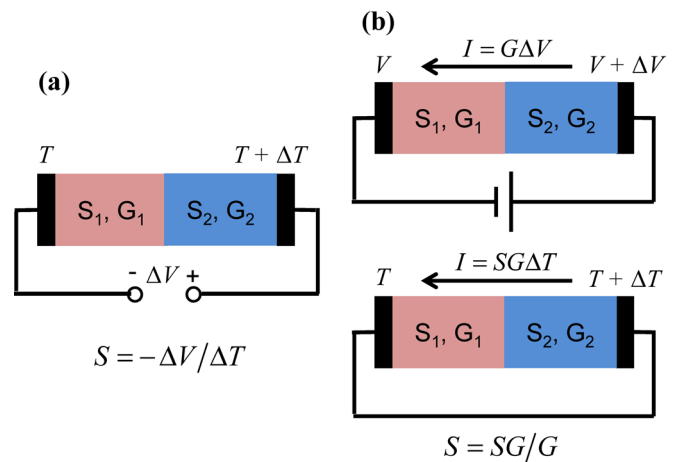 (a)
T
T + ΔT
S₁, G₁
S₂, G₂
- ΔV +
S = −ΔV/ΔT
(b)
I = GΔV
V
V + ΔV
S₁, G₁
S₂, G₂
I = SGΔT
T
T + ΔT
S₁, G₁
S₂, G₂
S = SG/G